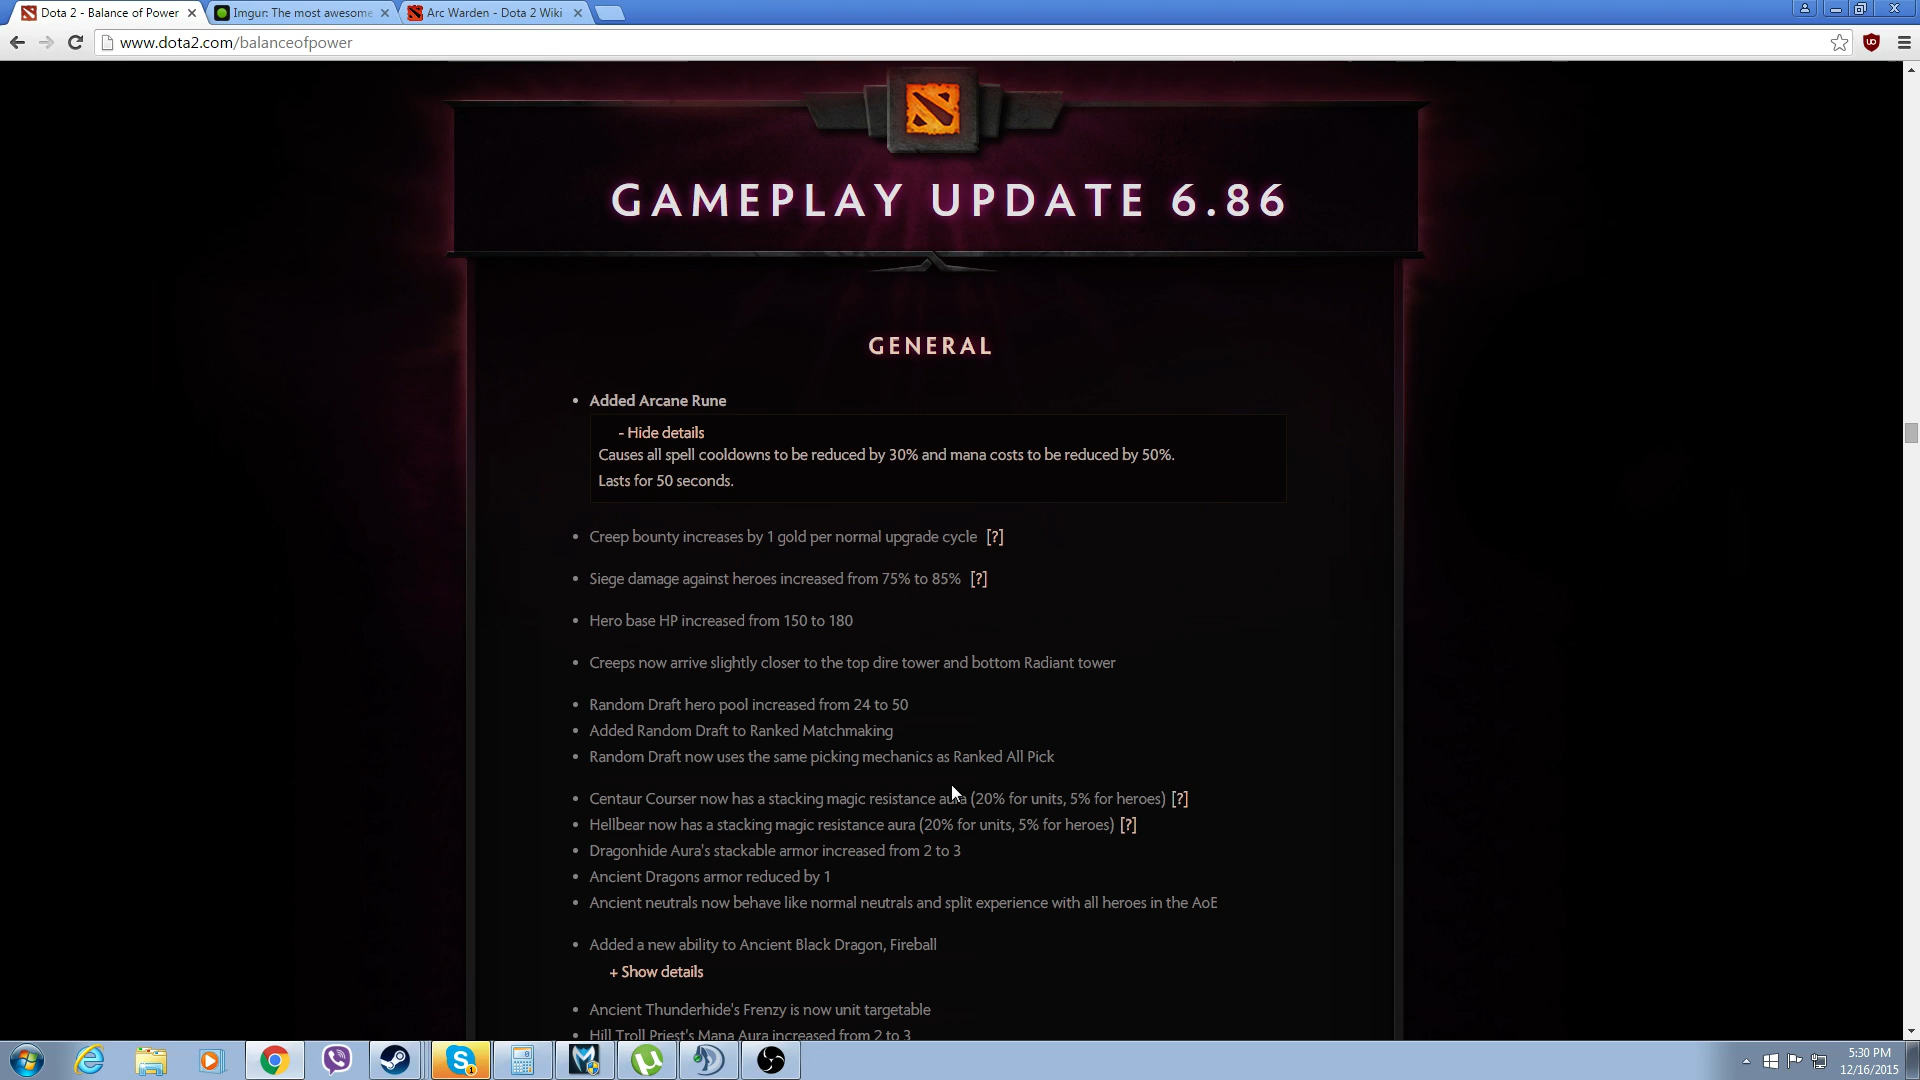 Dota 2 - Balance of Power
Imgur: The most awesome
Arc Warden - Dota 2 Wiki
www.dota2.com/balanceofpower
GAMEPLAY UPDATE 6.86
GENERAL
• Added Arcane Rune
- Hide details
Causes all spell cooldowns to be reduced by 30% and mana costs to be reduced by 50%.
Lasts for 50 seconds.
• Creep bounty increases by 1 gold per normal upgrade cycle [?]
• Siege damage against heroes increased from 75% to 85% [?]
• Hero base HP increased from 150 to 180
• Creeps now arrive slightly closer to the top dire tower and bottom Radiant tower
• Random Draft hero pool increased from 24 to 50
• Added Random Draft to Ranked Matchmaking
• Random Draft now uses the same picking mechanics as Ranked All Pick
• Centaur Courser now has a stacking magic resistance aura (20% for units, 5% for heroes) [?]
• Hellbear now has a stacking magic resistance aura (20% for units, 5% for heroes) [?]
• Dragonhide Aura's stackable armor increased from 2 to 3
• Ancient Dragons armor reduced by 1
• Ancient neutrals now behave like normal neutrals and split experience with all heroes in the AoE
• Added a new ability to Ancient Black Dragon, Fireball
+ Show details
• Ancient Thunderhide's Frenzy is now unit targetable
• Hill Troll Priest's Mana Aura increased from 2 to 3
5:30 PM
12/16/2015